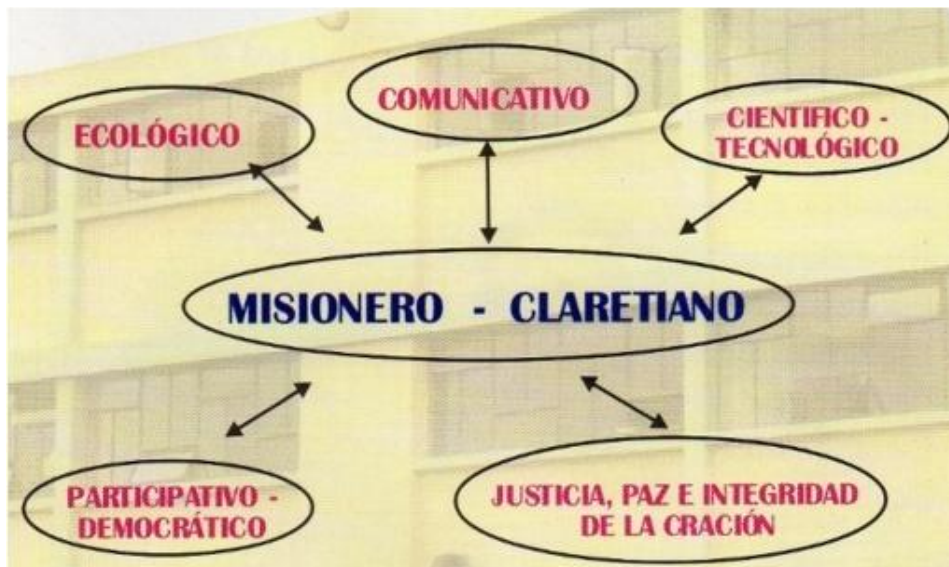 ECOLÓGICO
COMUNICATIVO
CIENTIFICO -
TECNOLÓGICO
MISIONERO - CLARETIANO
PARTICIPATIVO -
DEMOCRÁTICO
JUSTICIA, PAZ E INTEGRIDAD
DE LA CRACIÓN